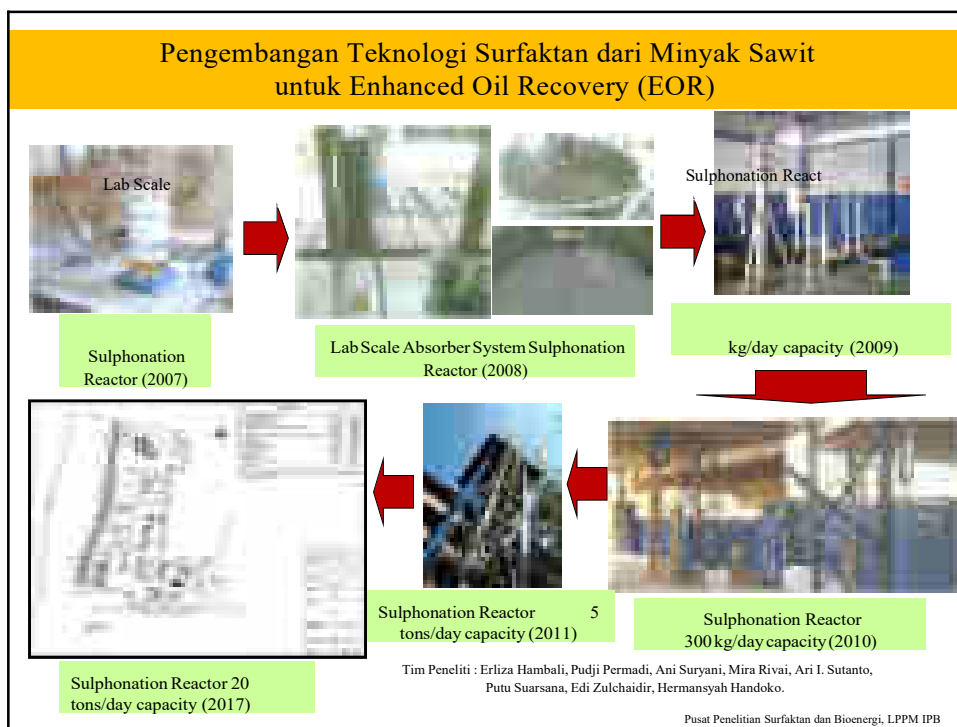 Pengembangan Teknologi Surfaktan dari Minyak Sawit
untuk Enhanced Oil Recovery (EOR)
Lab Scale
Sulphonation
Reactor (2007)
Lab Scale Absorber System Sulphonation
Reactor (2008)
Sulphonation React
kg/day capacity (2009)
Sulphonation Reactor
300 kg/day capacity (2010)
Sulphonation Reactor 5
tons/day capacity (2011)
Sulphonation Reactor 20
tons/day capacity (2017)
Tim Peneliti : Erliza Hambali, Pudji Permadi, Ani Suryani, Mira Rivai, Ari I. Sutanto,
Putu Suarsana, Edi Zulchaidir, Hermansyah Handoko.
Pusat Penelitian Surfaktan dan Bioenergi, LPPM IPB